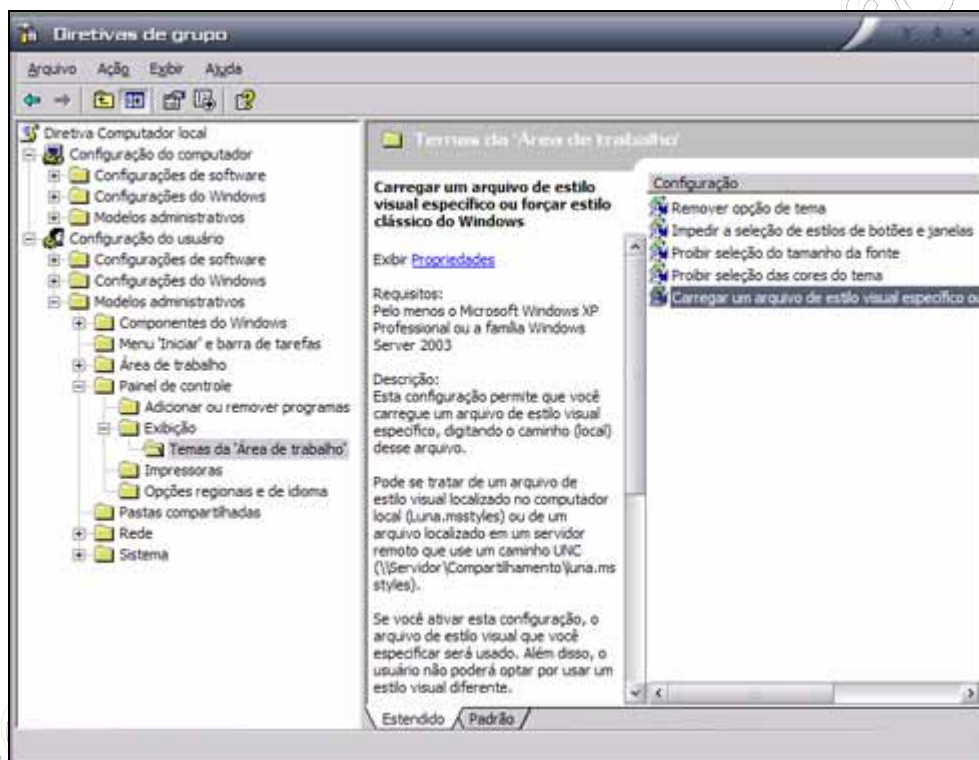 Diretivas de grupo
Arquivo Ação Exibir Ajuda
Diretiva Computador local
Configuração do computador
Configurações de software
Configurações do Windows
Modelos administrativos
Configuração do usuário
Configurações de software
Configurações do Windows
Modelos administrativos
Componentes do Windows
Menu 'Iniciar' e barra de tarefas
Área de trabalho
Painel de controle
Adicionar ou remover programas
Exibição
Temas da 'Área de trabalho'
Impressoras
Opções regionais e de idioma
Pastas compartilhadas
Rede
Sistema
Temas da 'Área de trabalho'
Carregar um arquivo de estilo
visual específico ou forçar estilo
clássico do Windows
Exibir Propriedades
Requisitos:
Pelo menos o Microsoft Windows XP
Professional ou a família Windows
Server 2003
Descrição:
Esta configuração permite que você
carregue um arquivo de estilo visual
específico, digitando o caminho (local)
desse arquivo.
Pode se tratar de um arquivo de
estilo visual localizado no computador
local (Luna.msstyles) ou de um
arquivo localizado em um servidor
remoto que use um caminho UNC
(\\Servidor\Compartilhamento\luna.ms
styles).
Se você ativar esta configuração, o
arquivo de estilo visual que você
especificar será usado. Além disso, o
usuário não poderá optar por usar um
estilo visual diferente.
Configuração
Remover opção de tema
Impedir a seleção de estilos de botões e janelas
Proibir seleção do tamanho da fonte
Proibir seleção das cores do tema
Carregar um arquivo de estilo visual específico ou
Estendido Padrão